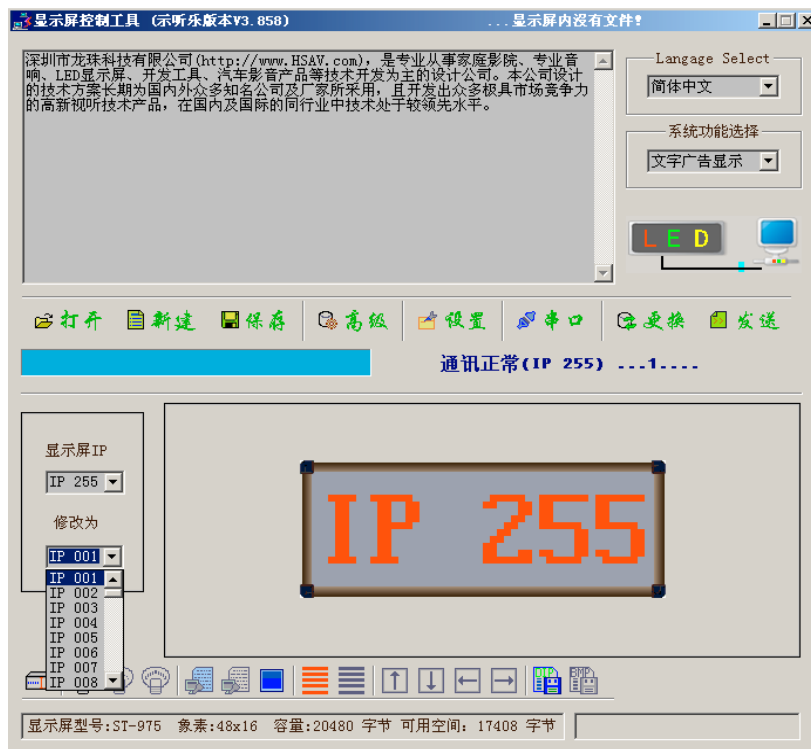 显示屏控制工具 (示听乐版本V3.858) ...显示屏内没有文件!
深圳市龙珠科技有限公司(http://www.HSAV.com), 是专业从事家庭影院、专业音
响、LED显示屏、开发工具、汽车影音产品等技术开发为主的设计公司。本公司设计
的技术方案长期为国内外众多知名公司及厂家所采用, 且开发出众多极具市场竞争力
的高新视听技术产品, 在国内及国际的同行业中技术处于较领先水平。
Langage Select
简体中文
系统功能选择
文字广告显示
LED
打开 新建 保存 高级 设置 串口 更换 发送
通讯正常(IP 255) ...1....
显示屏IP
IP 255
修改为
IP 001
IP 001
IP 002
IP 003
IP 004
IP 005
IP 006
IP 007
IP 008
IP 255
DIP
BMP
显示屏型号:ST-975 象素:48x16 容量:20480 字节 可用空间: 17408 字节